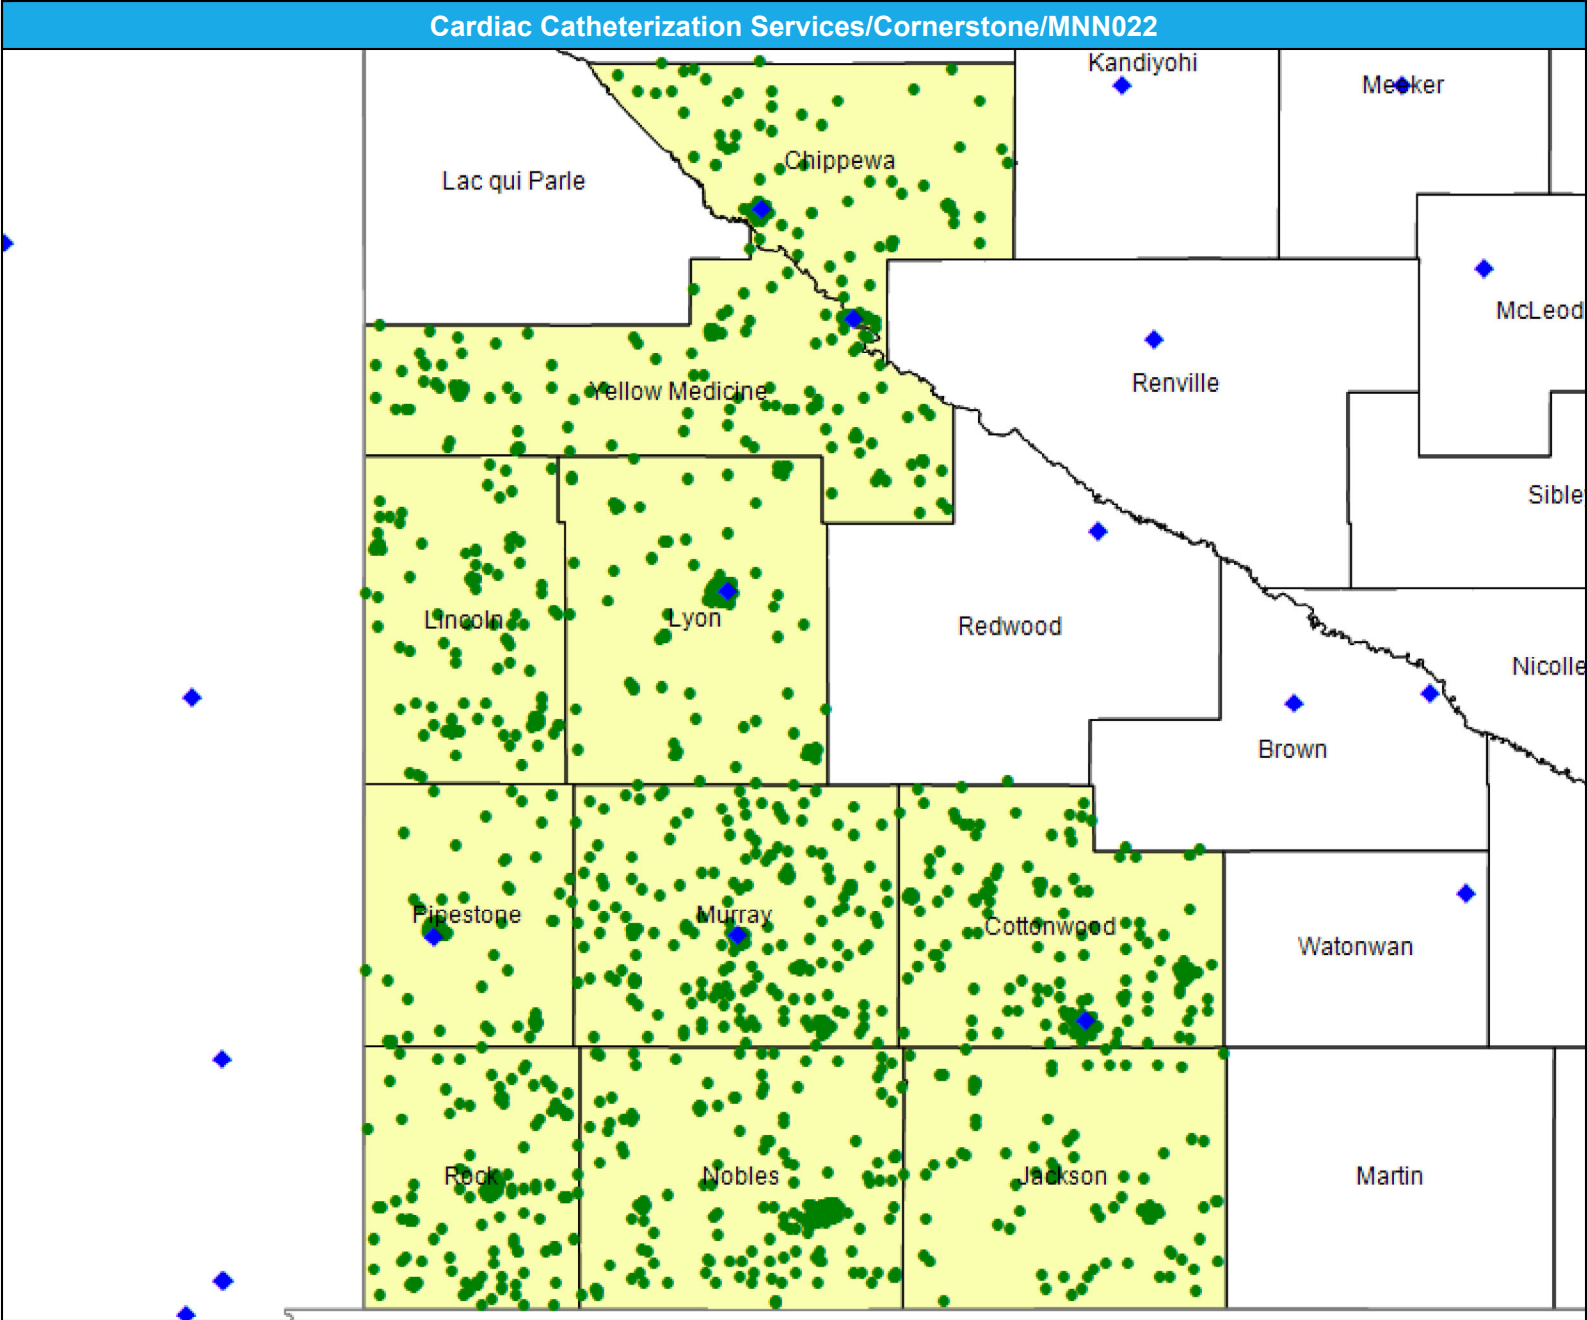 Cardiac Catheterization Services/Cornerstone/MNN022
Kandiyohi
Meeker
Chippewa
Lac qui Parle
McLeod
Renville
Yellow Medicine
Sible
Lincoln
Lyon
Redwood
Nicolle
Brown
Pipestone
Murray
Cottonwood
Watonwan
Rock
Nobles
Jackson
Martin